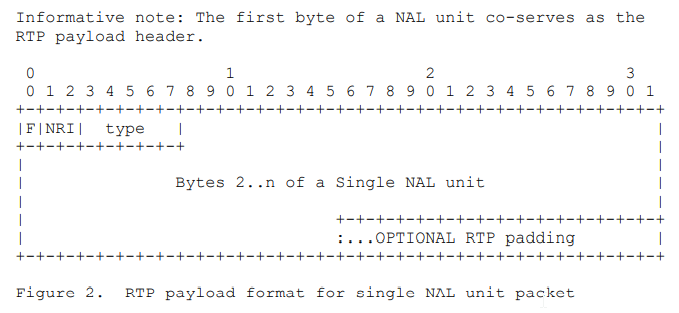 Informative note: The first byte of a NAL unit co-serves as the
RTP payload header.
0                   1                   2                   3
0 1 2 3 4 5 6 7 8 9 0 1 2 3 4 5 6 7 8 9 0 1 2 3 4 5 6 7 8 9 0 1
+-+-+-+-+-+-+-+-+-+-+-+-+-+-+-+-+-+-+-+-+-+-+-+-+-+-+-+-+-+-+-+-+
|F|NRI|  type   |                                               |
+-+-+-+-+-+-+-+-+                                               |
|                                                               |
|               Bytes 2..n of a Single NAL unit                 |
|                                                               |
|                               +-+-+-+-+-+-+-+-+-+-+-+-+-+-+-+-+
|                               :...OPTIONAL RTP padding        |
+-+-+-+-+-+-+-+-+-+-+-+-+-+-+-+-+-+-+-+-+-+-+-+-+-+-+-+-+-+-+-+-+
Figure 2.  RTP payload format for single NAL unit packet